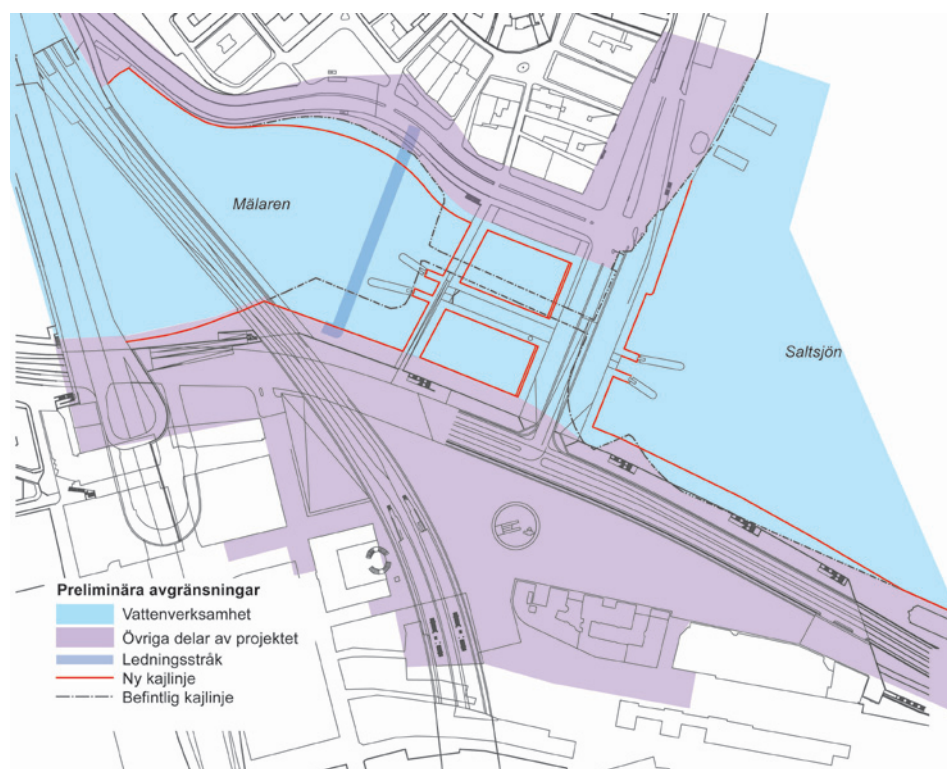 Mälaren
Saltsjön
Preliminära avgränsningar
Vattenverksamhet
Övriga delar av projektet
Ledningsstråk
Ny kajlinje
Befintlig kajlinje